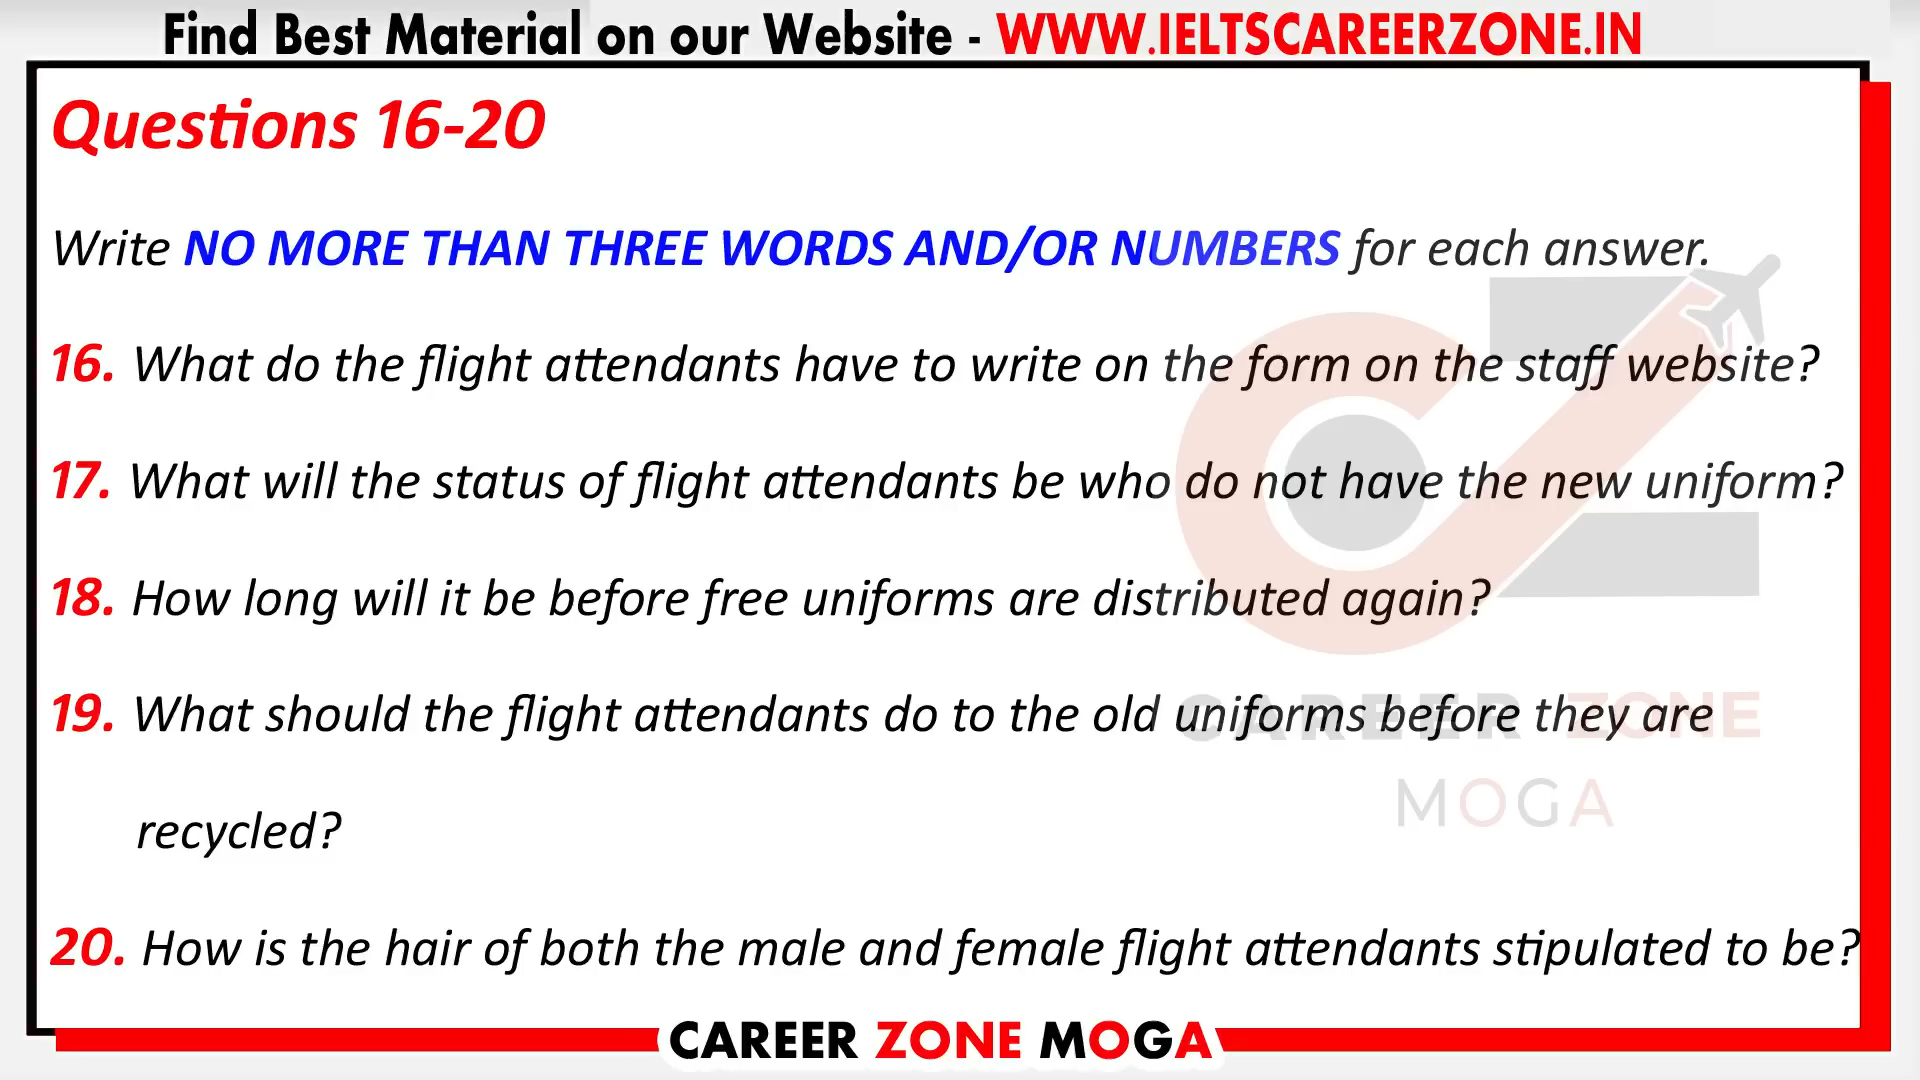 Find Best Material on our Website - WWW.IELTSCAREERZONE.IN
Questions 16-20
Write NO MORE THAN THREE WORDS AND/OR NUMBERS for each answer.
16. What do the flight attendants have to write on the form on the staff website?
17. What will the status of flight attendants be who do not have the new uniform?
18. How long will it be before free uniforms are distributed again?
19. What should the flight attendants do to the old uniforms before they are
recycled?
20. How is the hair of both the male and female flight attendants stipulated to be?
CAREER ZONE
MOGA
CAREER ZONE MOGA